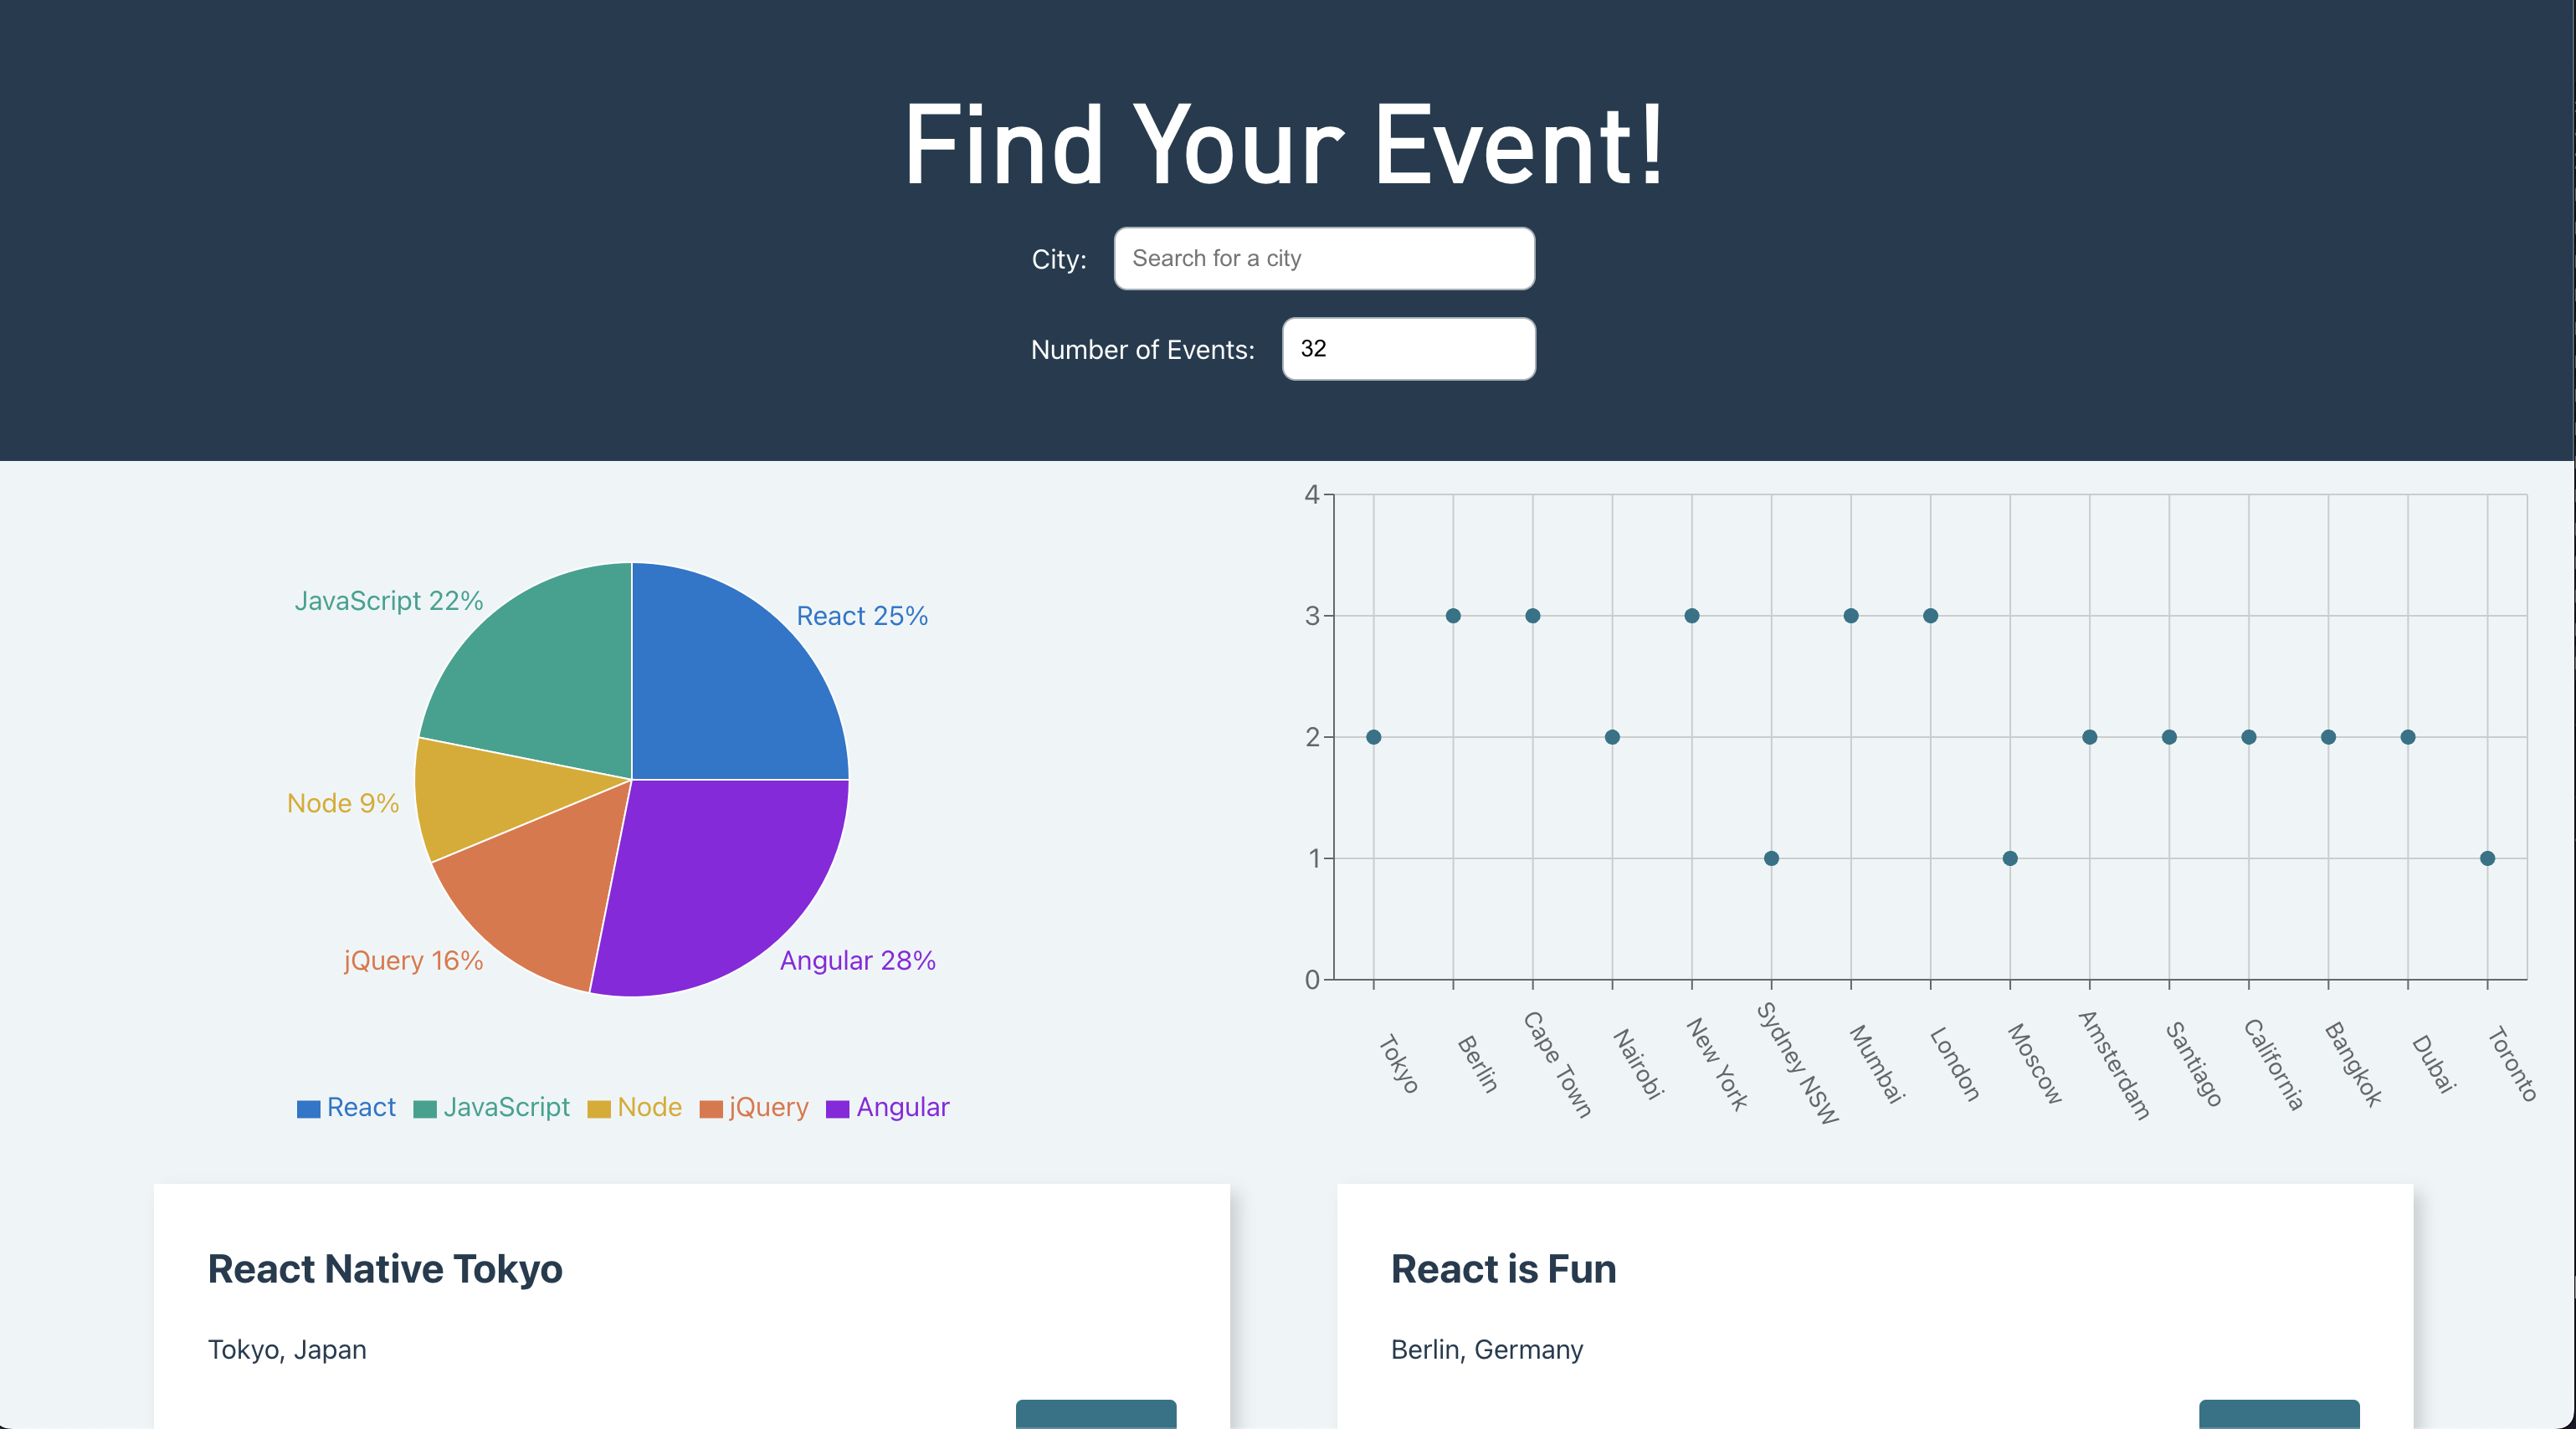 Find Your Event!
City: Search for a city
Number of Events: 32
JavaScript 22%
React 25%
Node 9%
jQuery 16%
Angular 28%
React JavaScript Node jQuery Angular
4
3
2
1
0
Tokyo Berlin Cape Town Nairobi New York Sydney NSW Mumbai London Moscow Amsterdam Santiago California Bangkok Dubai Toronto
React Native Tokyo
Tokyo, Japan
React is Fun
Berlin, Germany